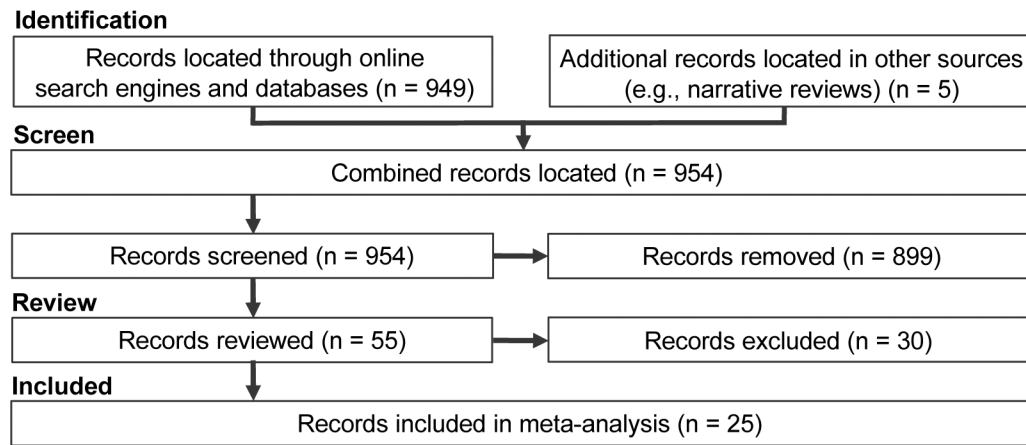 Identification
Records located through online
search engines and databases (n = 949)
Additional records located in other sources
(e.g., narrative reviews) (n = 5)
Screen
Combined records located (n = 954)
Records screened (n = 954)
Records removed (n = 899)
Review
Records reviewed (n = 55)
Records excluded (n = 30)
Included
Records included in meta-analysis (n = 25)